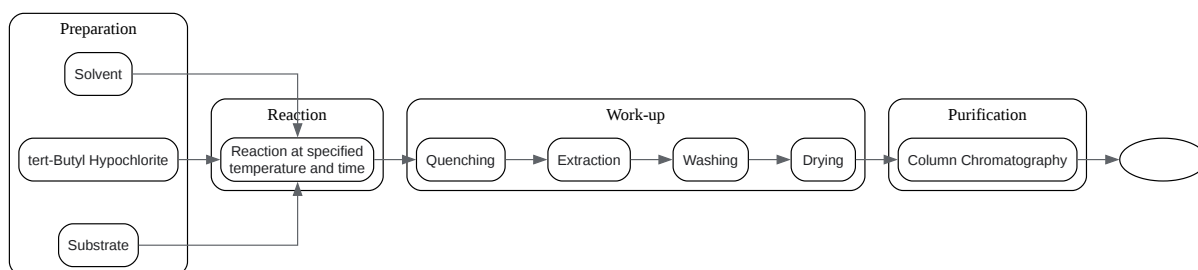 Preparation
Solvent
tert-Butyl Hypochlorite
Substrate
Reaction
Reaction at specified
temperature and time
Work-up
Quenching
Extraction
Washing
Drying
Purification
Column Chromatography